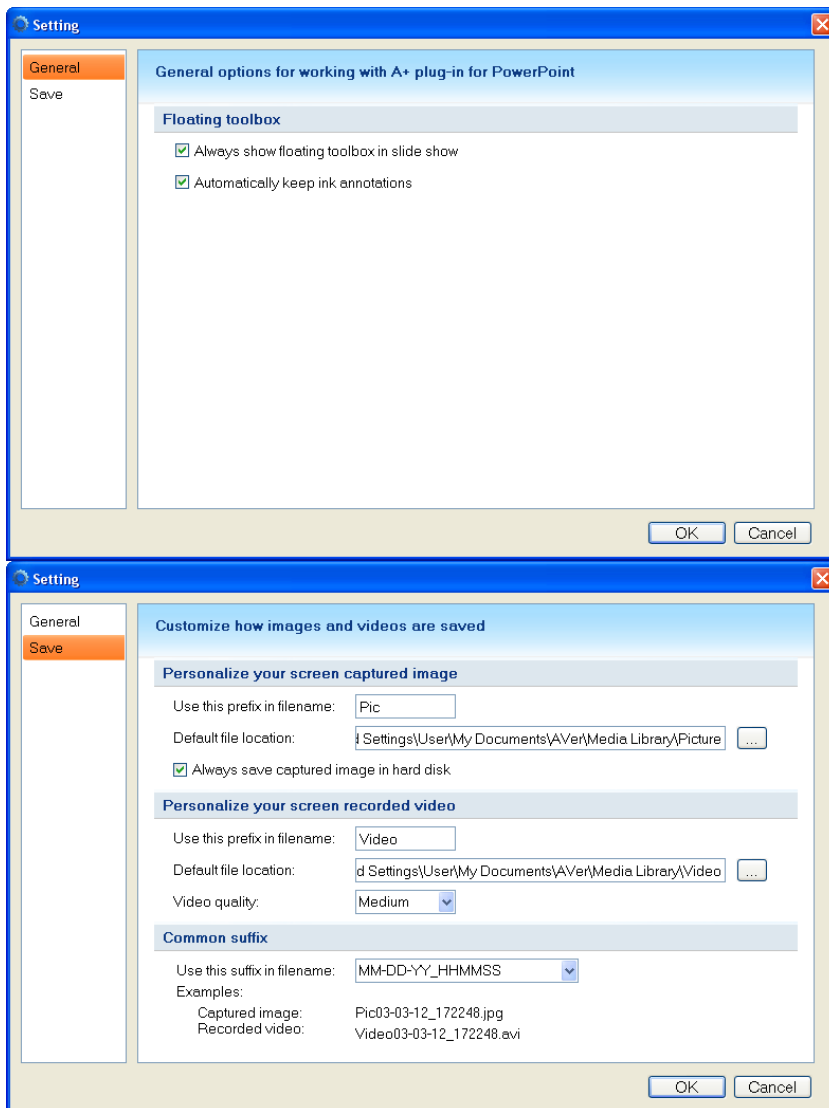 Setting
General
Save
General options for working with A+ plug-in for PowerPoint
Floating toolbox
Always show floating toolbox in slide show
Automatically keep ink annotations
OK
Cancel
Setting
General
Save
Customize how images and videos are saved
Personalize your screen captured image
Use this prefix in filename: Pic
Default file location: d Settings\User\My Documents\AVer\Media Library\Picture ...
Always save captured image in hard disk
Personalize your screen recorded video
Use this prefix in filename: Video
Default file location: d Settings\User\My Documents\AVer\Media Library\Video ...
Video quality: Medium
Common suffix
Use this suffix in filename: MM-DD-YY_HHMMSS
Examples:
Captured image: Pic03-03-12_172248.jpg
Recorded video: Video03-03-12_172248.avi
OK
Cancel